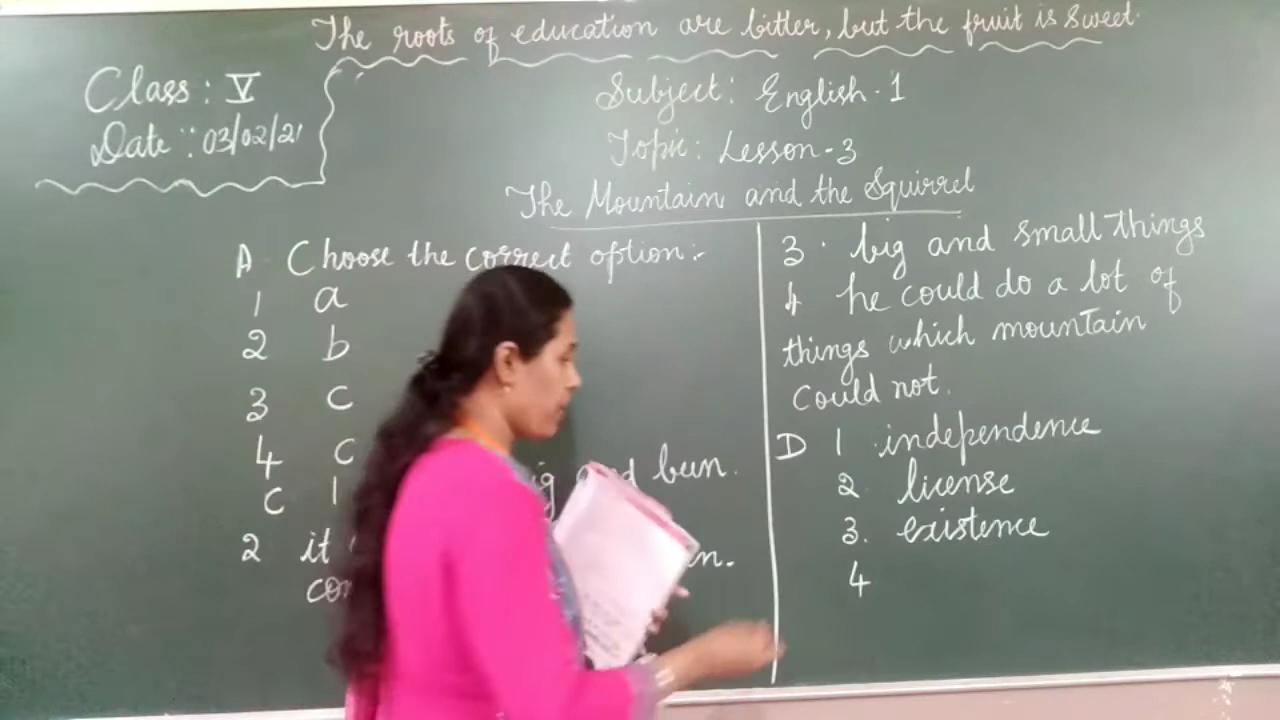 The roots of education are bitter, but the fruit is sweet.
Class : V
Date : 03/02/21
Subject : English - 1
Topic : Lesson - 3
The Mountain and the Squirrel
A Choose the correct option :-
1 a
2 b
3 c
4 c
C 1 bun.
2 it
3. big and small things
4 he could do a lot of
things which mountain
Could not.
D 1 independence
2. license
3. existence
4